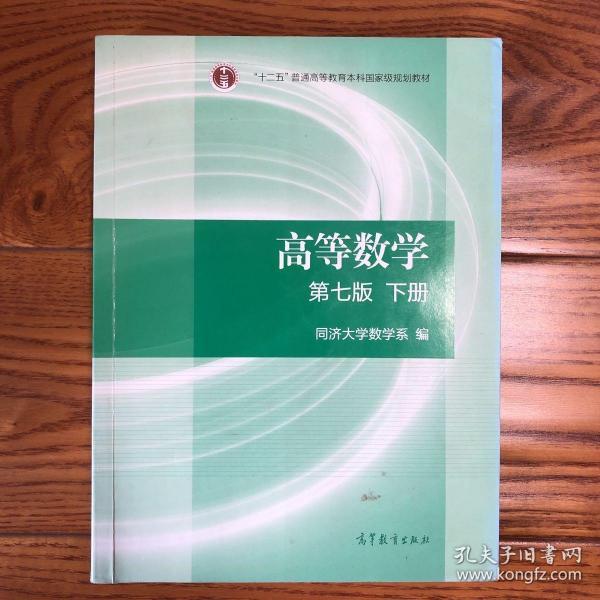 "十二五"普通高等教育本科国家级规划教材
高等数学
第七版 下册
同济大学数学系 编
高等教育出版社
孔夫子旧书网
www.kongfz.com